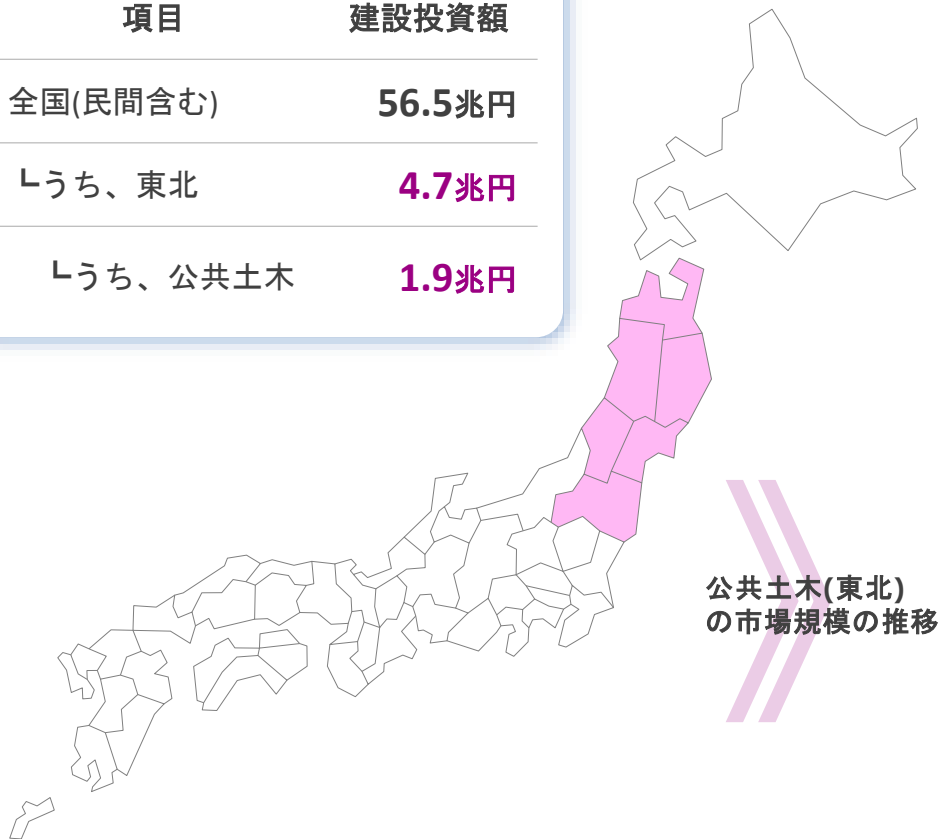 項目 建設投資額
全国(民間含む) 56.5兆円
┗うち、東北 4.7兆円
┗うち、公共土木 1.9兆円
公共土木(東北)
の市場規模の推移